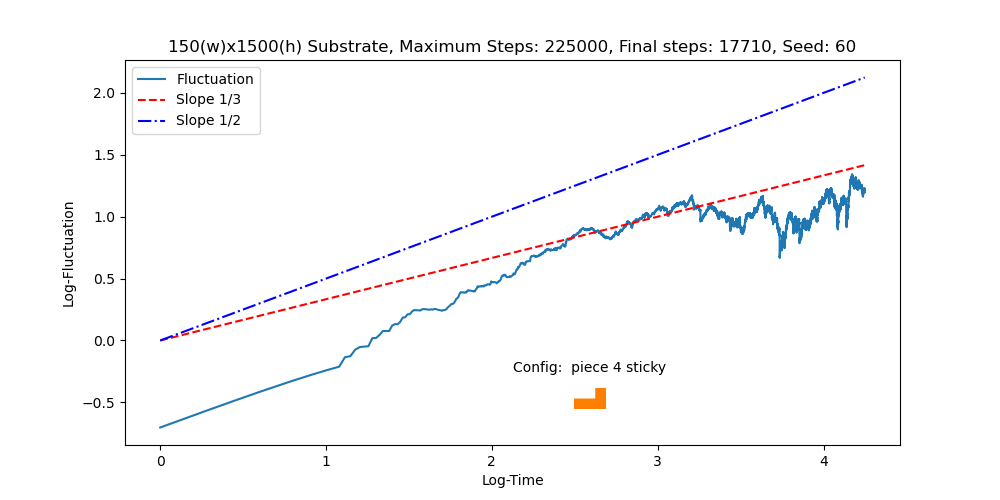 150(w)x1500(h) Substrate, Maximum Steps: 225000, Final steps: 17710, Seed: 60
Fluctuation
Slope 1/3
Slope 1/2
2.0
1.5
1.0
0.5
0.0
−0.5
Log-Fluctuation
Config:  piece 4 sticky
0
1
2
3
4
Log-Time